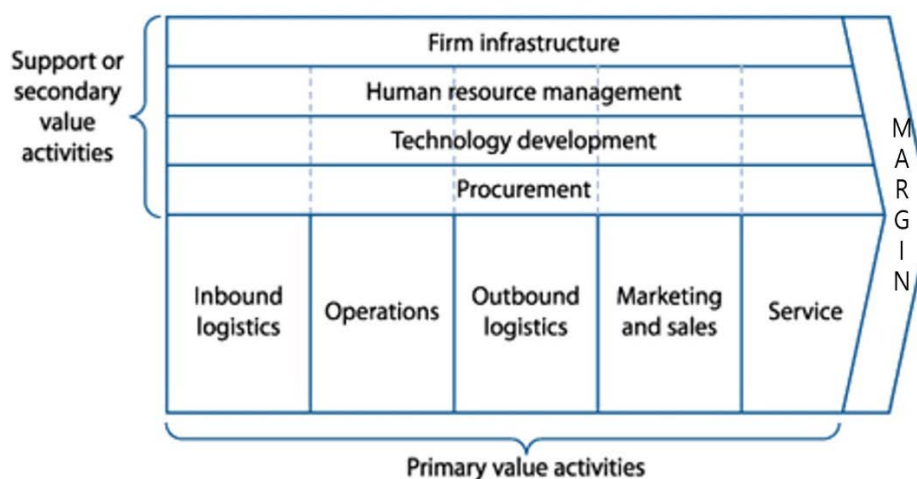 Support or
secondary
value
activities
Firm infrastructure
Human resource management
Technology development
Procurement
Inbound
logistics
Operations
Outbound
logistics
Marketing
and sales
Service
MARGIN
Primary value activities